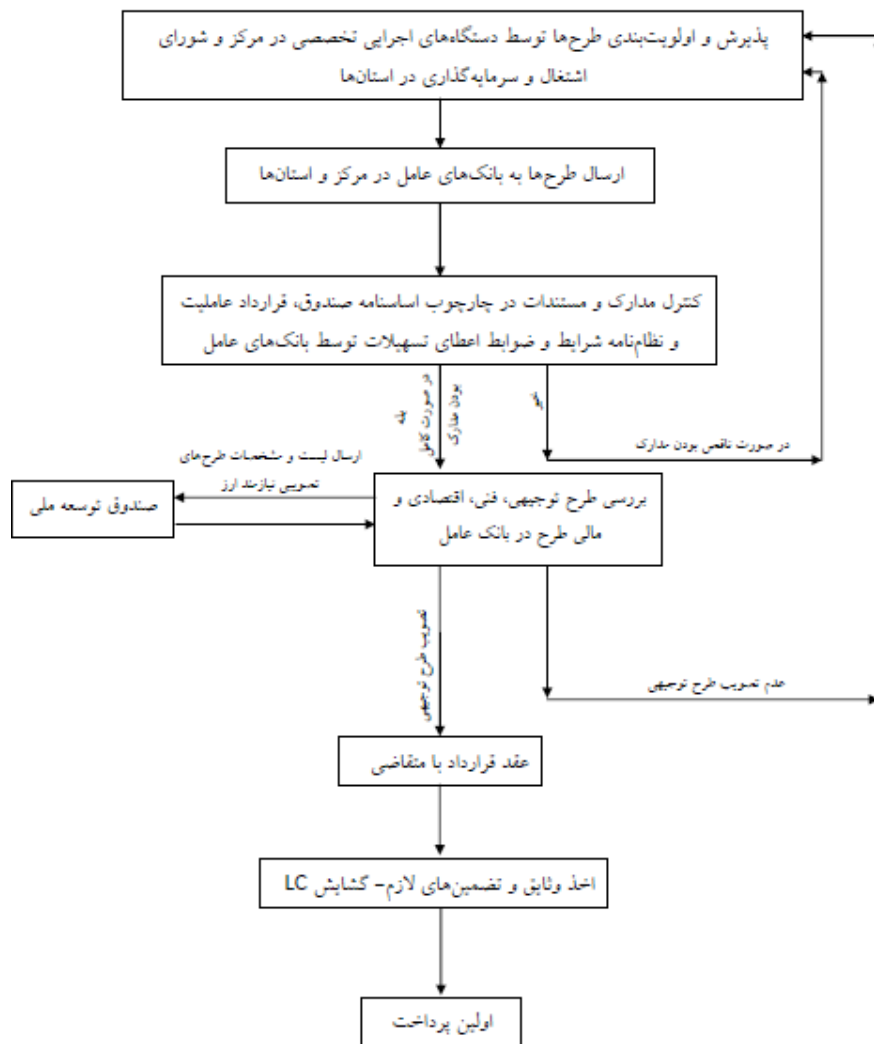 پذیرش و اولویت‌بندی طرح‌ها توسط دستگاه‌های اجرایی تخصصی در مرکز و شورای
اشتغال و سرمایه‌گذاری در استان‌ها
ارسال طرح‌ها به بانک‌های عامل در مرکز و استان‌ها
کنترل مدارک و مستندات در چارچوب اساسنامه صندوق، قرارداد عاملیت
و نظام‌نامه شرایط و ضوابط اعطای تسهیلات توسط بانک‌های عامل
خیر
در صورت ناقص بودن مدارک
بله
در صورت کامل
بودن مدارک
ارسال لیست و مشخصات طرح‌های
تصویبی نیازمند ارز
صندوق توسعه ملی
بررسی طرح توجیهی، فنی، اقتصادی و
مالی طرح در بانک عامل
تصویب طرح توجیهی
عدم تصویب طرح توجیهی
عقد قرارداد با متقاضی
اخذ وثایق و تضمین‌های لازم- گشایش LC
اولین پرداخت